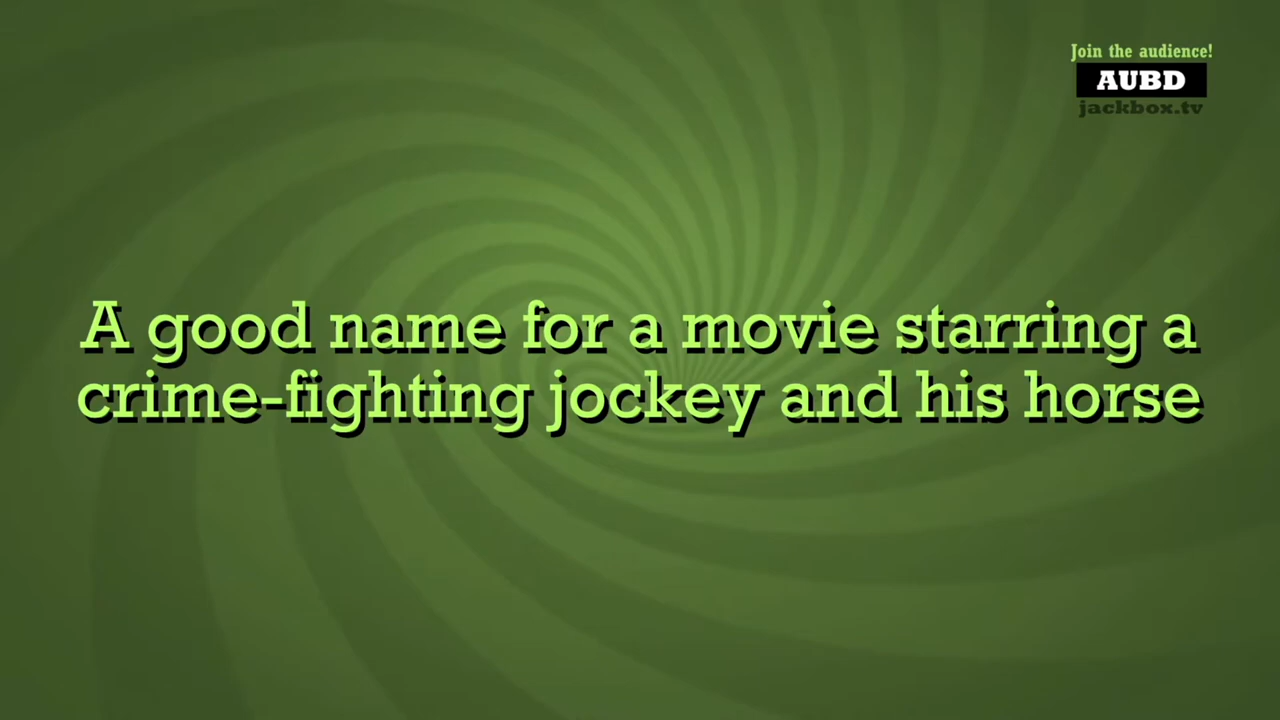 Join the audience!
AUBD
jackbox.tv
A good name for a movie starring a
crime-fighting jockey and his horse